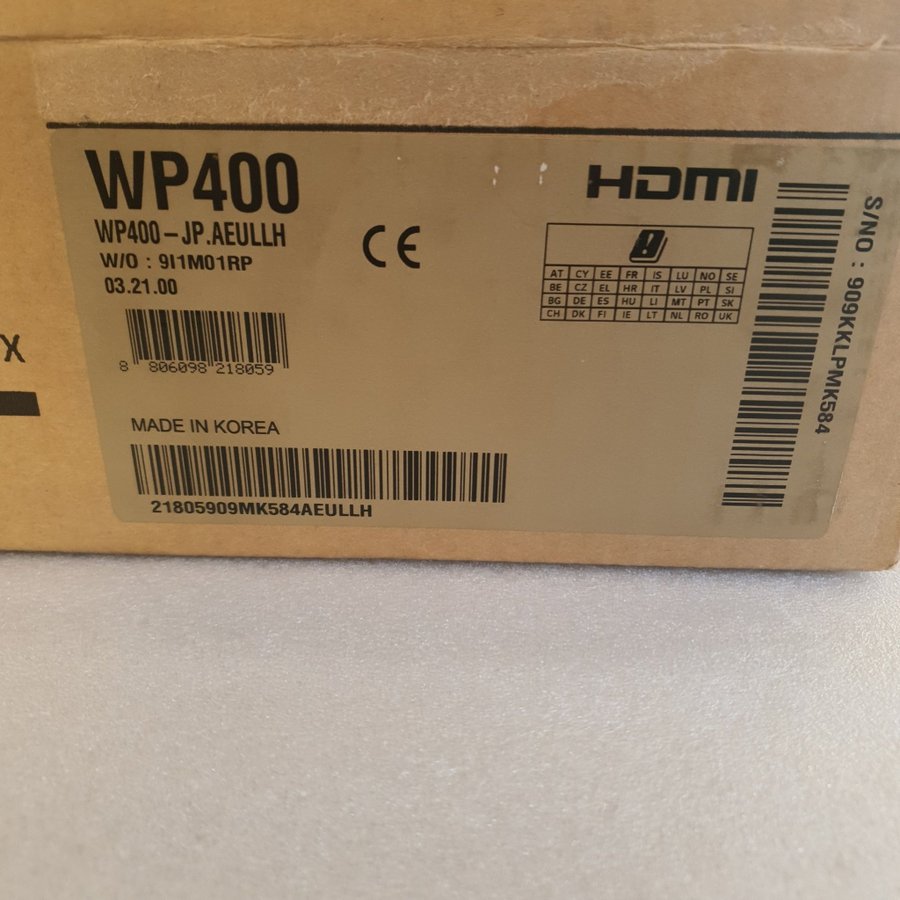 WP400
WP400-JP.AEULLH
W/O : 9I1M01RP
03.21.00
8 806098 218059
MADE IN KOREA
21805909MK584AEULLH
HDMI
CE
AT CY EE FR IS LU NO SE
BE CZ EL HR IT LV PL SI
BG DE ES HU LI MT PT SK
CH DK FI IE LT NL RO UK
S/NO : 909KKLPMK584
X